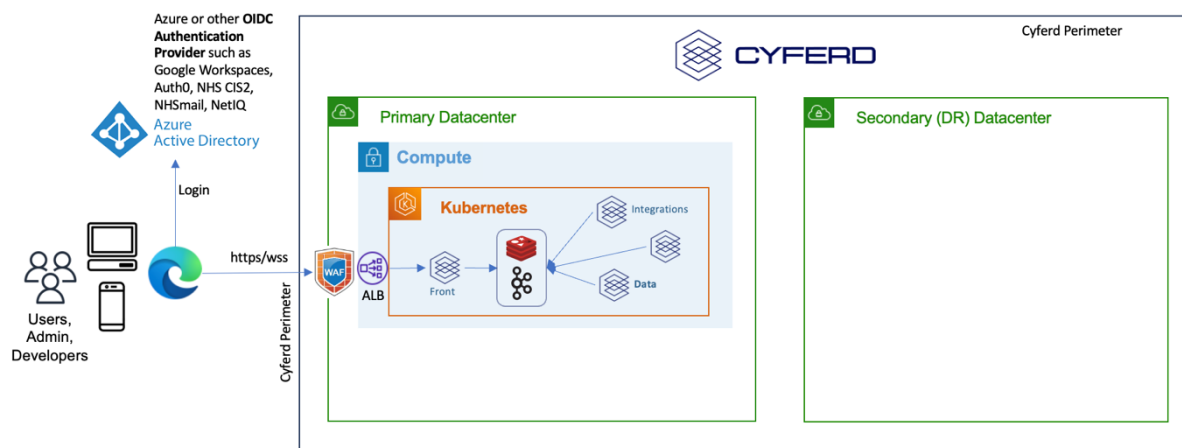 Azure or other OIDC
Authentication
Provider such as
Google Workspaces,
Auth0, NHS CIS2,
NHSmail, NetIQ
Azure
Active Directory
Login
Users,
Admin,
Developers
https/wss
Cyferd Perimeter
Cyferd Perimeter
CYFERD
Primary Datacenter
Compute
Kubernetes
K
WAF
ALB
Front
Integrations
Data
Secondary (DR) Datacenter